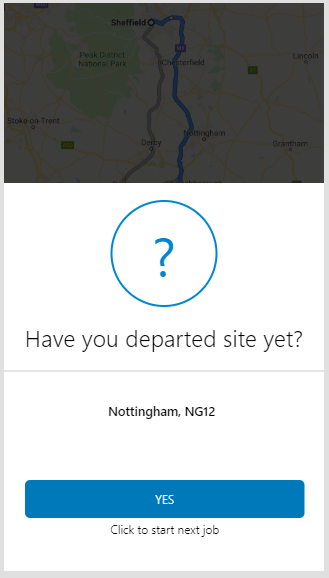 Sheffield
Peak District
National Park
Chesterfield
Lincoln
Stoke on Trent
Nottingham
Derby
Grantham
?
Have you departed site yet?
Nottingham, NG12
YES
Click to start next job